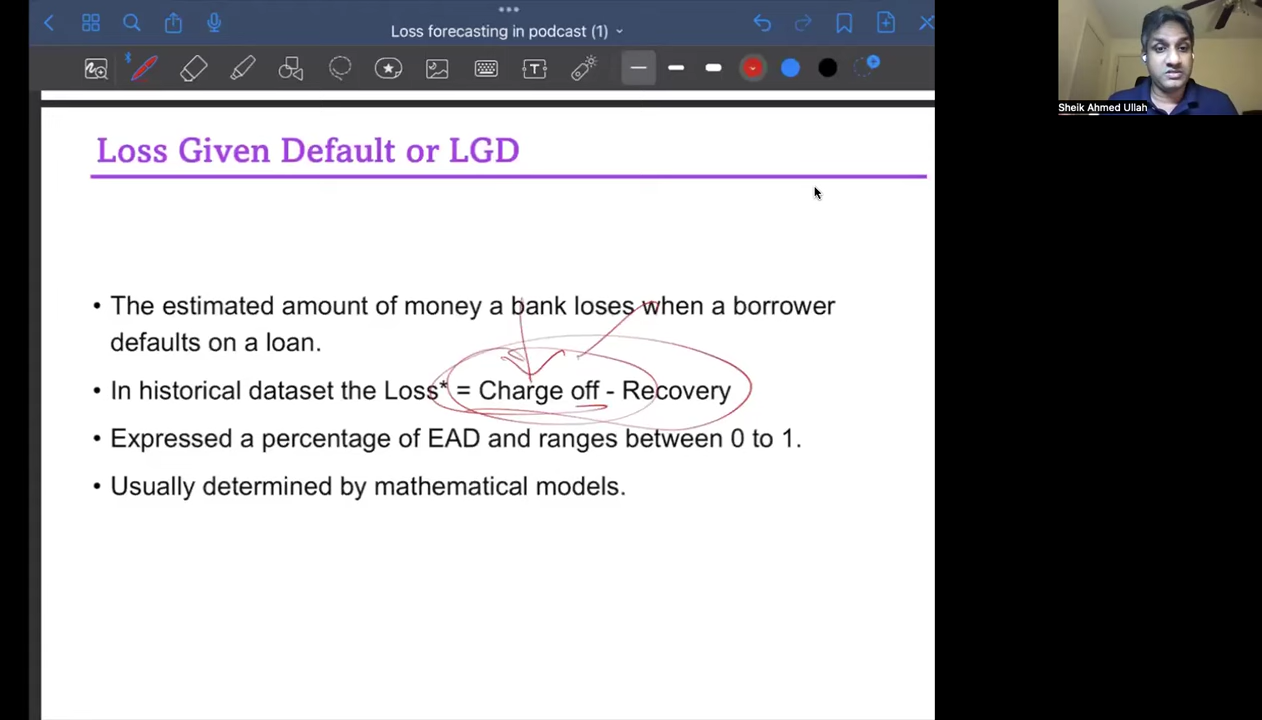 Loss forecasting in podcast (1)
Sheik Ahmed Ullah
Loss Given Default or LGD
• The estimated amount of money a bank loses when a borrower
defaults on a loan.
• In historical dataset the Loss* = Charge off - Recovery
• Expressed a percentage of EAD and ranges between 0 to 1.
• Usually determined by mathematical models.